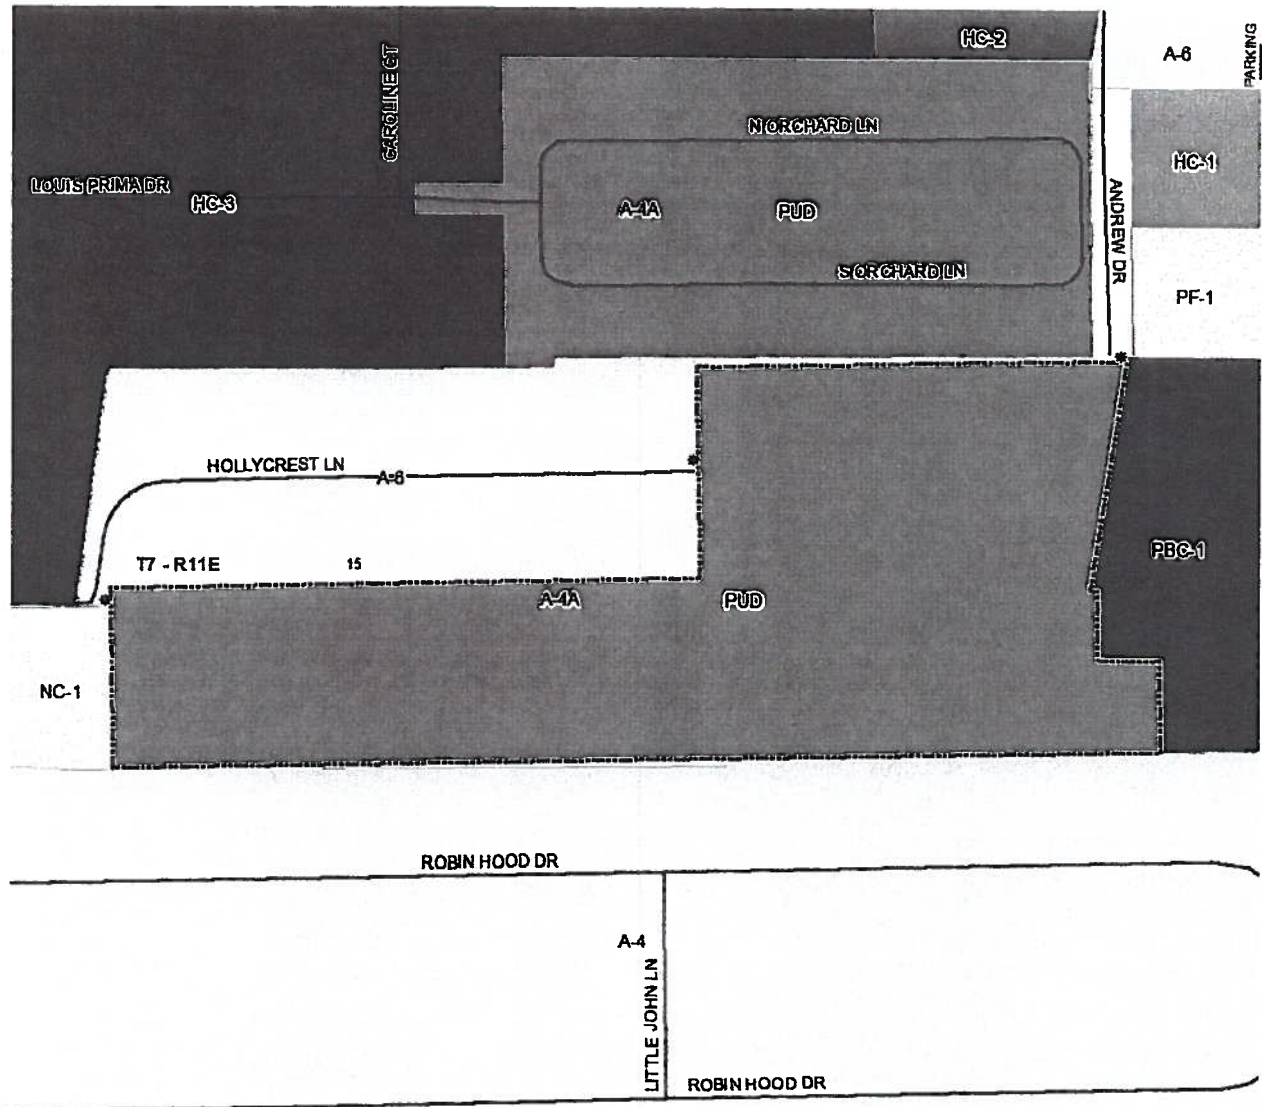 HC-2
A-6
PARKING
CAROLINE CT
N ORCHARD LN
HC-1
LOUIS PRIMA DR
HC-3
A-4A
PUD
ANDREW DR
S ORCHARD LN
PF-1
HOLLYCREST LN
A-6
T7 - R11E
15
PBC-1
A-4A
PUD
NC-1
ROBIN HOOD DR
A-4
LITTLE JOHN LN
ROBIN HOOD DR